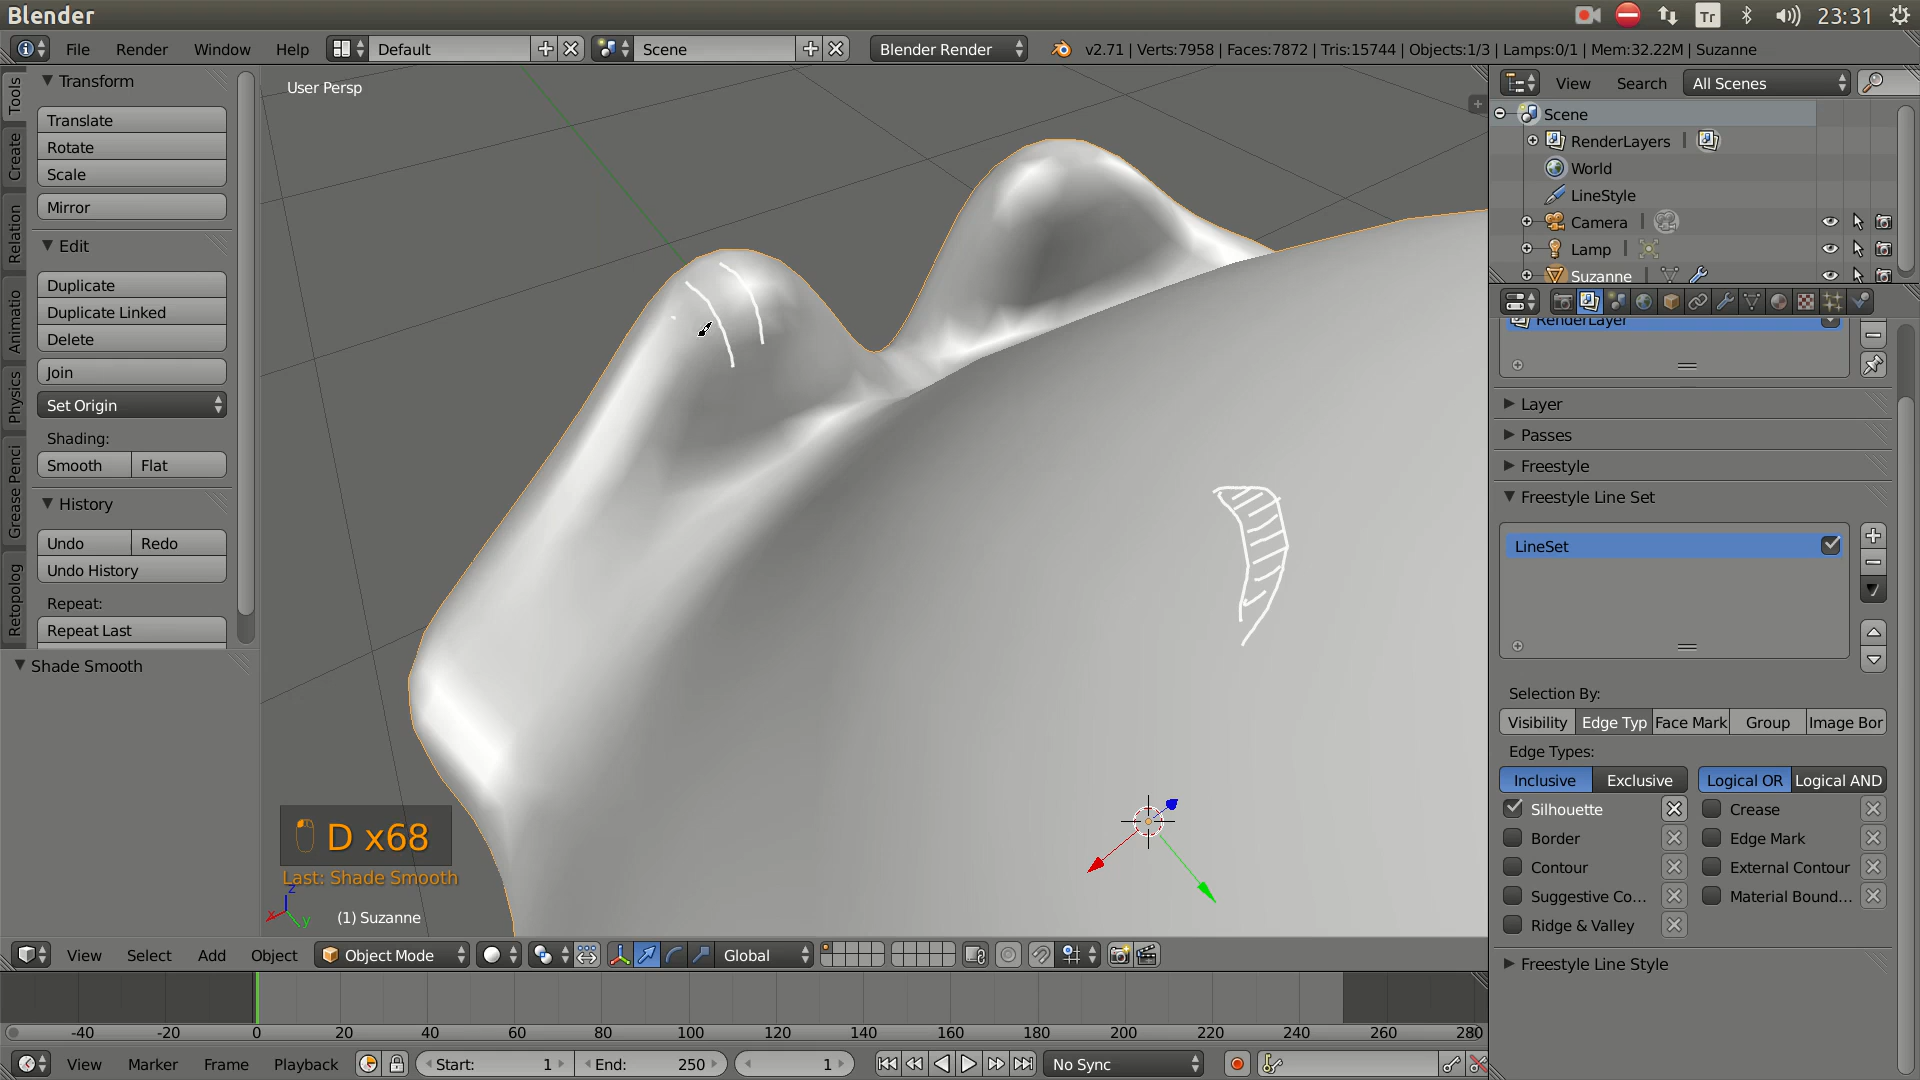 Blender
Tr
23:31
File Render Window Help Default Scene Blender Render v2.71 | Verts:7958 | Faces:7872 | Tris:15744 | Objects:1/3 | Lamps:0/1 | Mem:32.22M | Suzanne
Tools
Create
Relation
Animatio
Physics
Grease Penci
Retopolog
Transform
Translate
Rotate
Scale
Mirror
Edit
Duplicate
Duplicate Linked
Delete
Join
Set Origin
Shading:
Smooth Flat
History
Undo Redo
Undo History
Repeat:
Repeat Last
Shade Smooth
User Persp
D x68
Last: Shade Smooth
z
x y
(1) Suzanne
View Select Add Object Object Mode Global
-40 -20 0 20 40 60 80 100 120 140 160 180 200 220 240 260 280
View Marker Frame Playback Start: 1 End: 250 1 No Sync
View Search All Scenes
Scene
RenderLayers
World
LineStyle
Camera
Lamp
Suzanne
RenderLayer
Layer
Passes
Freestyle
Freestyle Line Set
LineSet
Selection By:
Visibility Edge Typ Face Mark Group Image Bor
Edge Types:
Inclusive Exclusive Logical OR Logical AND
Silhouette Crease
Border Edge Mark
Contour External Contour
Suggestive Co... Material Bound...
Ridge & Valley
Freestyle Line Style